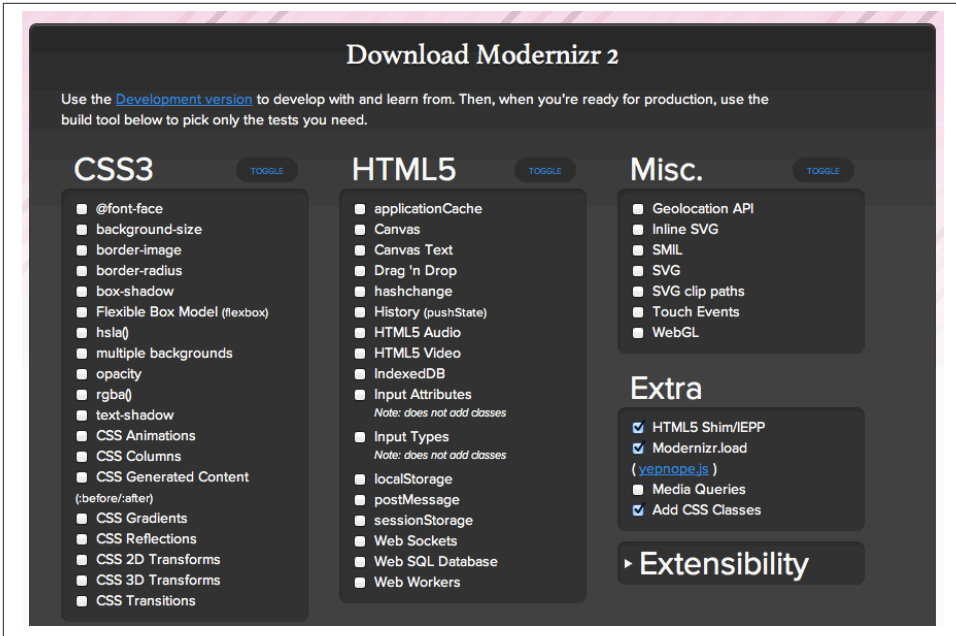 Download Modernizr 2
Use the Development version to develop with and learn from. Then, when you're ready for production, use the
build tool below to pick only the tests you need.
CSS3
TOGGLE
@font-face
background-size
border-image
border-radius
box-shadow
Flexible Box Model (flexbox)
hsla()
multiple backgrounds
opacity
rgba()
text-shadow
CSS Animations
CSS Columns
CSS Generated Content
(:before/:after)
CSS Gradients
CSS Reflections
CSS 2D Transforms
CSS 3D Transforms
CSS Transitions
HTML5
TOGGLE
applicationCache
Canvas
Canvas Text
Drag 'n Drop
hashchange
History (pushState)
HTML5 Audio
HTML5 Video
IndexedDB
Input Attributes
Note: does not add classes
Input Types
Note: does not add classes
localStorage
postMessage
sessionStorage
Web Sockets
Web SQL Database
Web Workers
Misc.
TOGGLE
Geolocation API
Inline SVG
SMIL
SVG
SVG clip paths
Touch Events
WebGL
Extra
HTML5 Shim/IEPP
Modernizr.load
( yepnope.js )
Media Queries
Add CSS Classes
Extensibility